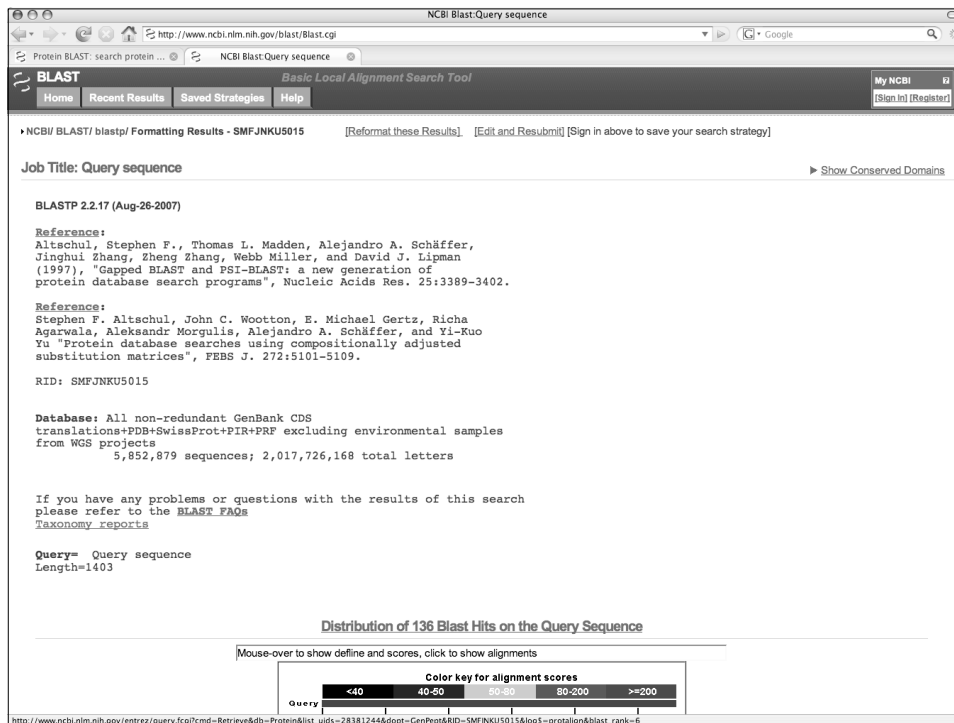 NCBI Blast:Query sequence
http://www.ncbi.nlm.nih.gov/blast/Blast.cgi
G Google
Protein BLAST: search protein ...
NCBI Blast:Query sequence
BLAST Basic Local Alignment Search Tool
My NCBI ?
Home Recent Results Saved Strategies Help
[Sign in] [Register]
NCBI/ BLAST/ blastp/ Formatting Results - SMFJNKU5015 [Reformat these Results] [Edit and Resubmit] [Sign in above to save your search strategy]
Job Title: Query sequence
Show Conserved Domains
BLASTP 2.2.17 (Aug-26-2007)
Reference:
Altschul, Stephen F., Thomas L. Madden, Alejandro A. Schäffer,
Jinghui Zhang, Zheng Zhang, Webb Miller, and David J. Lipman
(1997), "Gapped BLAST and PSI-BLAST: a new generation of
protein database search programs", Nucleic Acids Res. 25:3389-3402.
Reference:
Stephen F. Altschul, John C. Wootton, E. Michael Gertz, Richa
Agarwala, Aleksandr Morgulis, Alejandro A. Schäffer, and Yi-Kuo
Yu "Protein database searches using compositionally adjusted
substitution matrices", FEBS J. 272:5101-5109.
RID: SMFJNKU5015
Database: All non-redundant GenBank CDS
translations+PDB+SwissProt+PIR+PRF excluding environmental samples
from WGS projects
5,852,879 sequences; 2,017,726,168 total letters
If you have any problems or questions with the results of this search
please refer to the BLAST FAQs
Taxonomy reports
Query= Query sequence
Length=1403
Distribution of 136 Blast Hits on the Query Sequence
Mouse-over to show defline and scores, click to show alignments
Color key for alignment scores
<40 40-50 50-80 80-200 >=200
Query
http://www.ncbi.nlm.nih.gov/entrez/query.fcgi?cmd=Retrieve&db=Protein&list_uids=28381244&dopt=GenPept&RID=SMFJNKU5015&log$=protalign&blast_rank=6